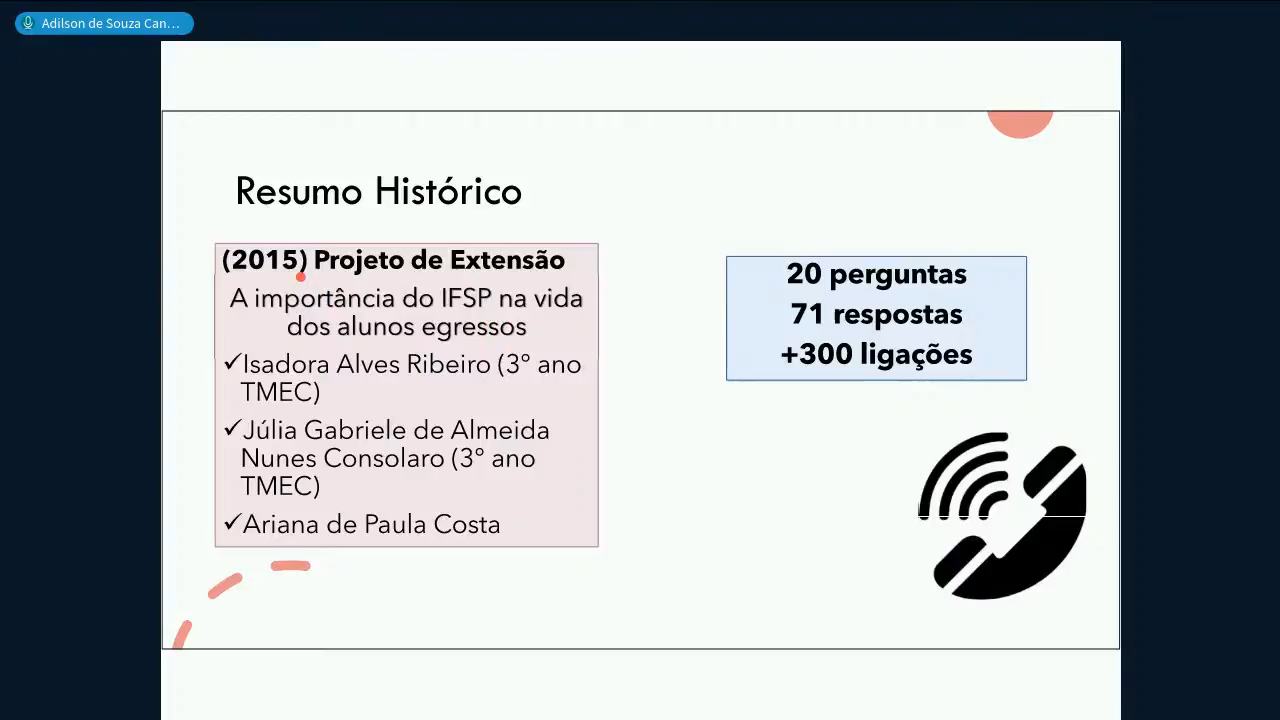 Adilson de Souza Can...
Resumo Histórico
(2015) Projeto de Extensão
A importância do IFSP na vida
dos alunos egressos
✓Isadora Alves Ribeiro (3º ano
TMEC)
✓Júlia Gabriele de Almeida
Nunes Consolaro (3º ano
TMEC)
✓Ariana de Paula Costa
20 perguntas
71 respostas
+300 ligações